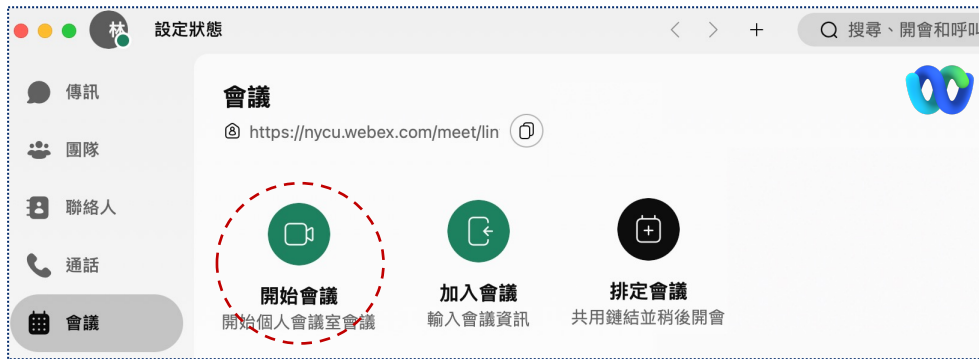 林 設定狀態 搜尋、開會和呼叫
傳訊
團隊
聯絡人
通話
會議
會議
https://nycu.webex.com/meet/lin
開始會議
開始個人會議室會議
加入會議
輸入會議資訊
排定會議
共用鏈結並稍後開會